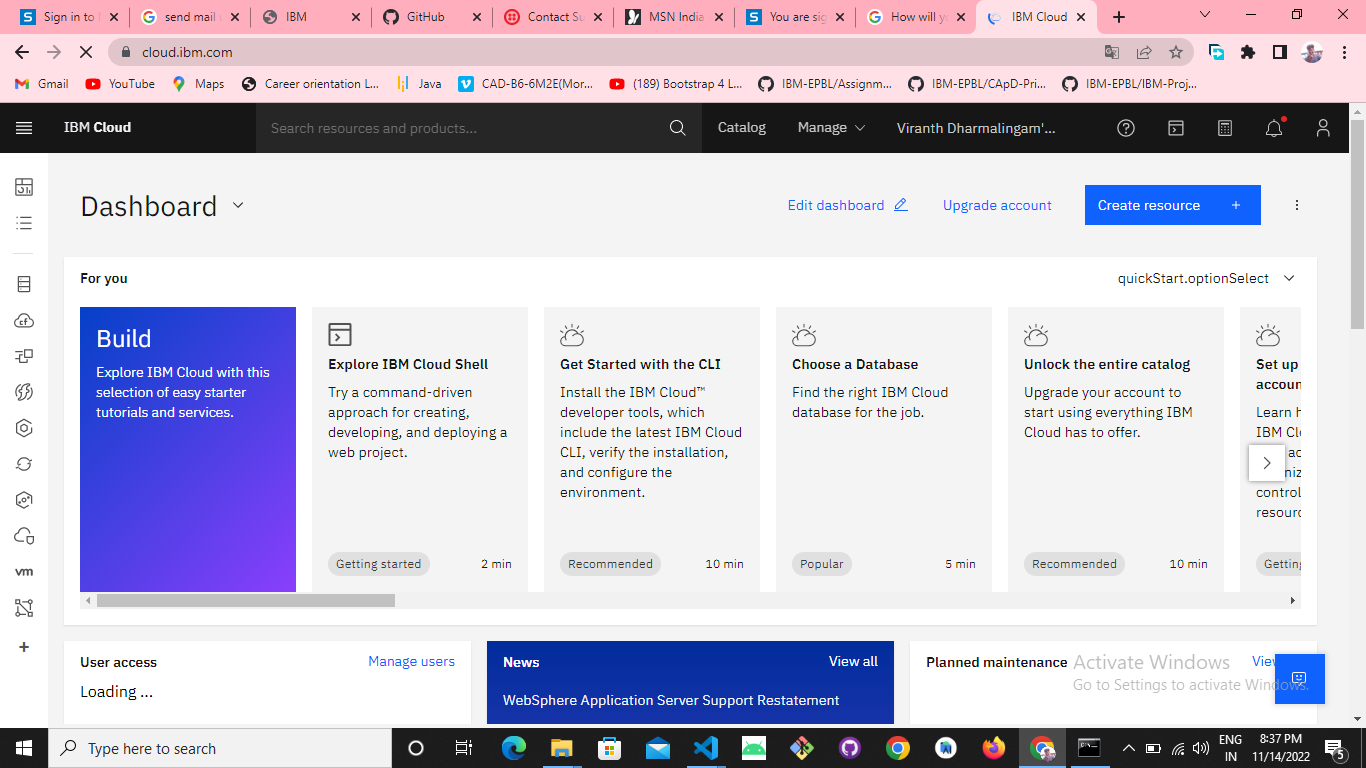 Sign in to
send mail
IBM
GitHub
Contact Su
MSN India
You are sig
How will yo
IBM Cloud
cloud.ibm.com
Gmail
YouTube
Maps
Career orientation L...
Java
CAD-B6-6M2E(Mor...
(189) Bootstrap 4 L...
IBM-EPBL/Assignm...
IBM-EPBL/CApD-Pri...
IBM-EPBL/IBM-Proj...
IBM Cloud
Search resources and products...
Catalog
Manage
Viranth Dharmalingam'...
Dashboard
Edit dashboard
Upgrade account
Create resource +
For you
quickStart.optionSelect
Build
Explore IBM Cloud with this
selection of easy starter
tutorials and services.
Explore IBM Cloud Shell
Try a command-driven
approach for creating,
developing, and deploying a
web project.
Getting started
2 min
Get Started with the CLI
Install the IBM Cloud™
developer tools, which
include the latest IBM Cloud
CLI, verify the installation,
and configure the
environment.
Recommended
10 min
Choose a Database
Find the right IBM Cloud
database for the job.
Popular
5 min
Unlock the entire catalog
Upgrade your account to
start using everything IBM
Cloud has to offer.
Recommended
10 min
Set up
accoun
Learn h
IBM Clo
ac
niz
control
resourc
Getting
cf
vm
User access
Manage users
Loading ...
News
View all
WebSphere Application Server Support Restatement
Planned maintenance
View
Activate Windows
Go to Settings to activate Windows.
Type here to search
ENG
IN
8:37 PM
11/14/2022
5